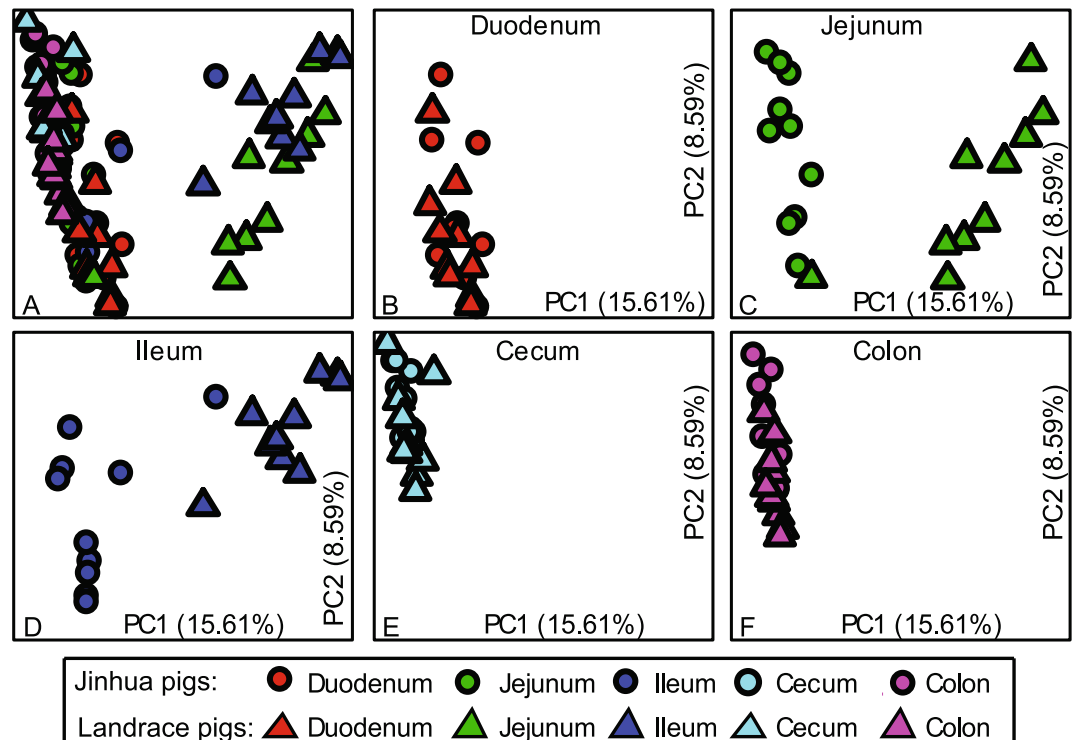 Duodenum
Jejunum
PC2 (8.59%)
PC2 (8.59%)
A
B
PC1 (15.61%)
C
PC1 (15.61%)
Ileum
Cecum
Colon
PC2 (8.59%)
PC2 (8.59%)
PC2 (8.59%)
D
PC1 (15.61%)
E
PC1 (15.61%)
F
PC1 (15.61%)
Jinhua pigs: Duodenum Jejunum Ileum Cecum Colon
Landrace pigs: Duodenum Jejunum Ileum Cecum Colon